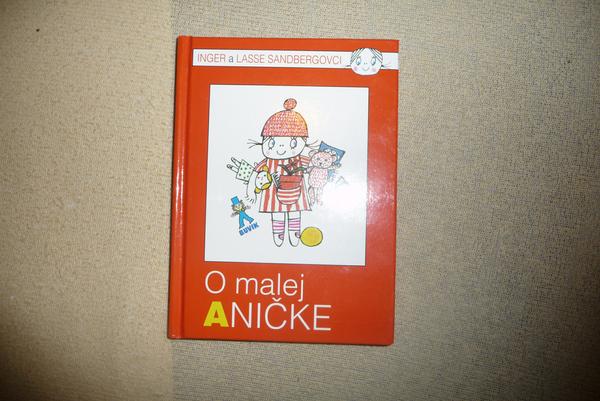 INGER a LASSE SANDBERGOVCI
BUVIK
O malej
ANIČKE